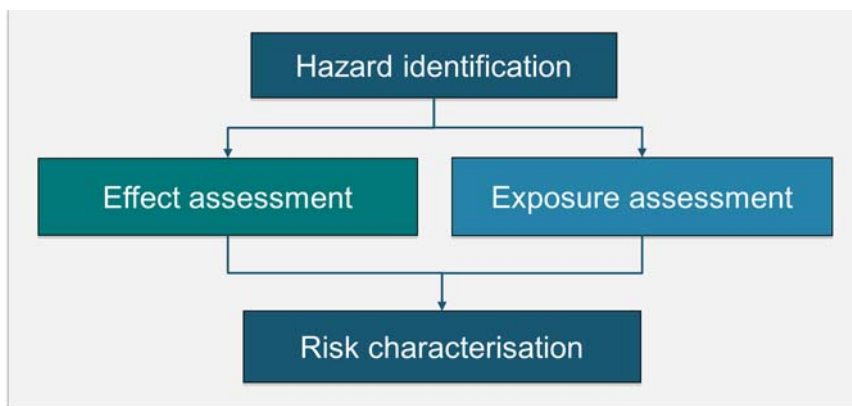 Hazard identification
Effect assessment
Exposure assessment
Risk characterisation